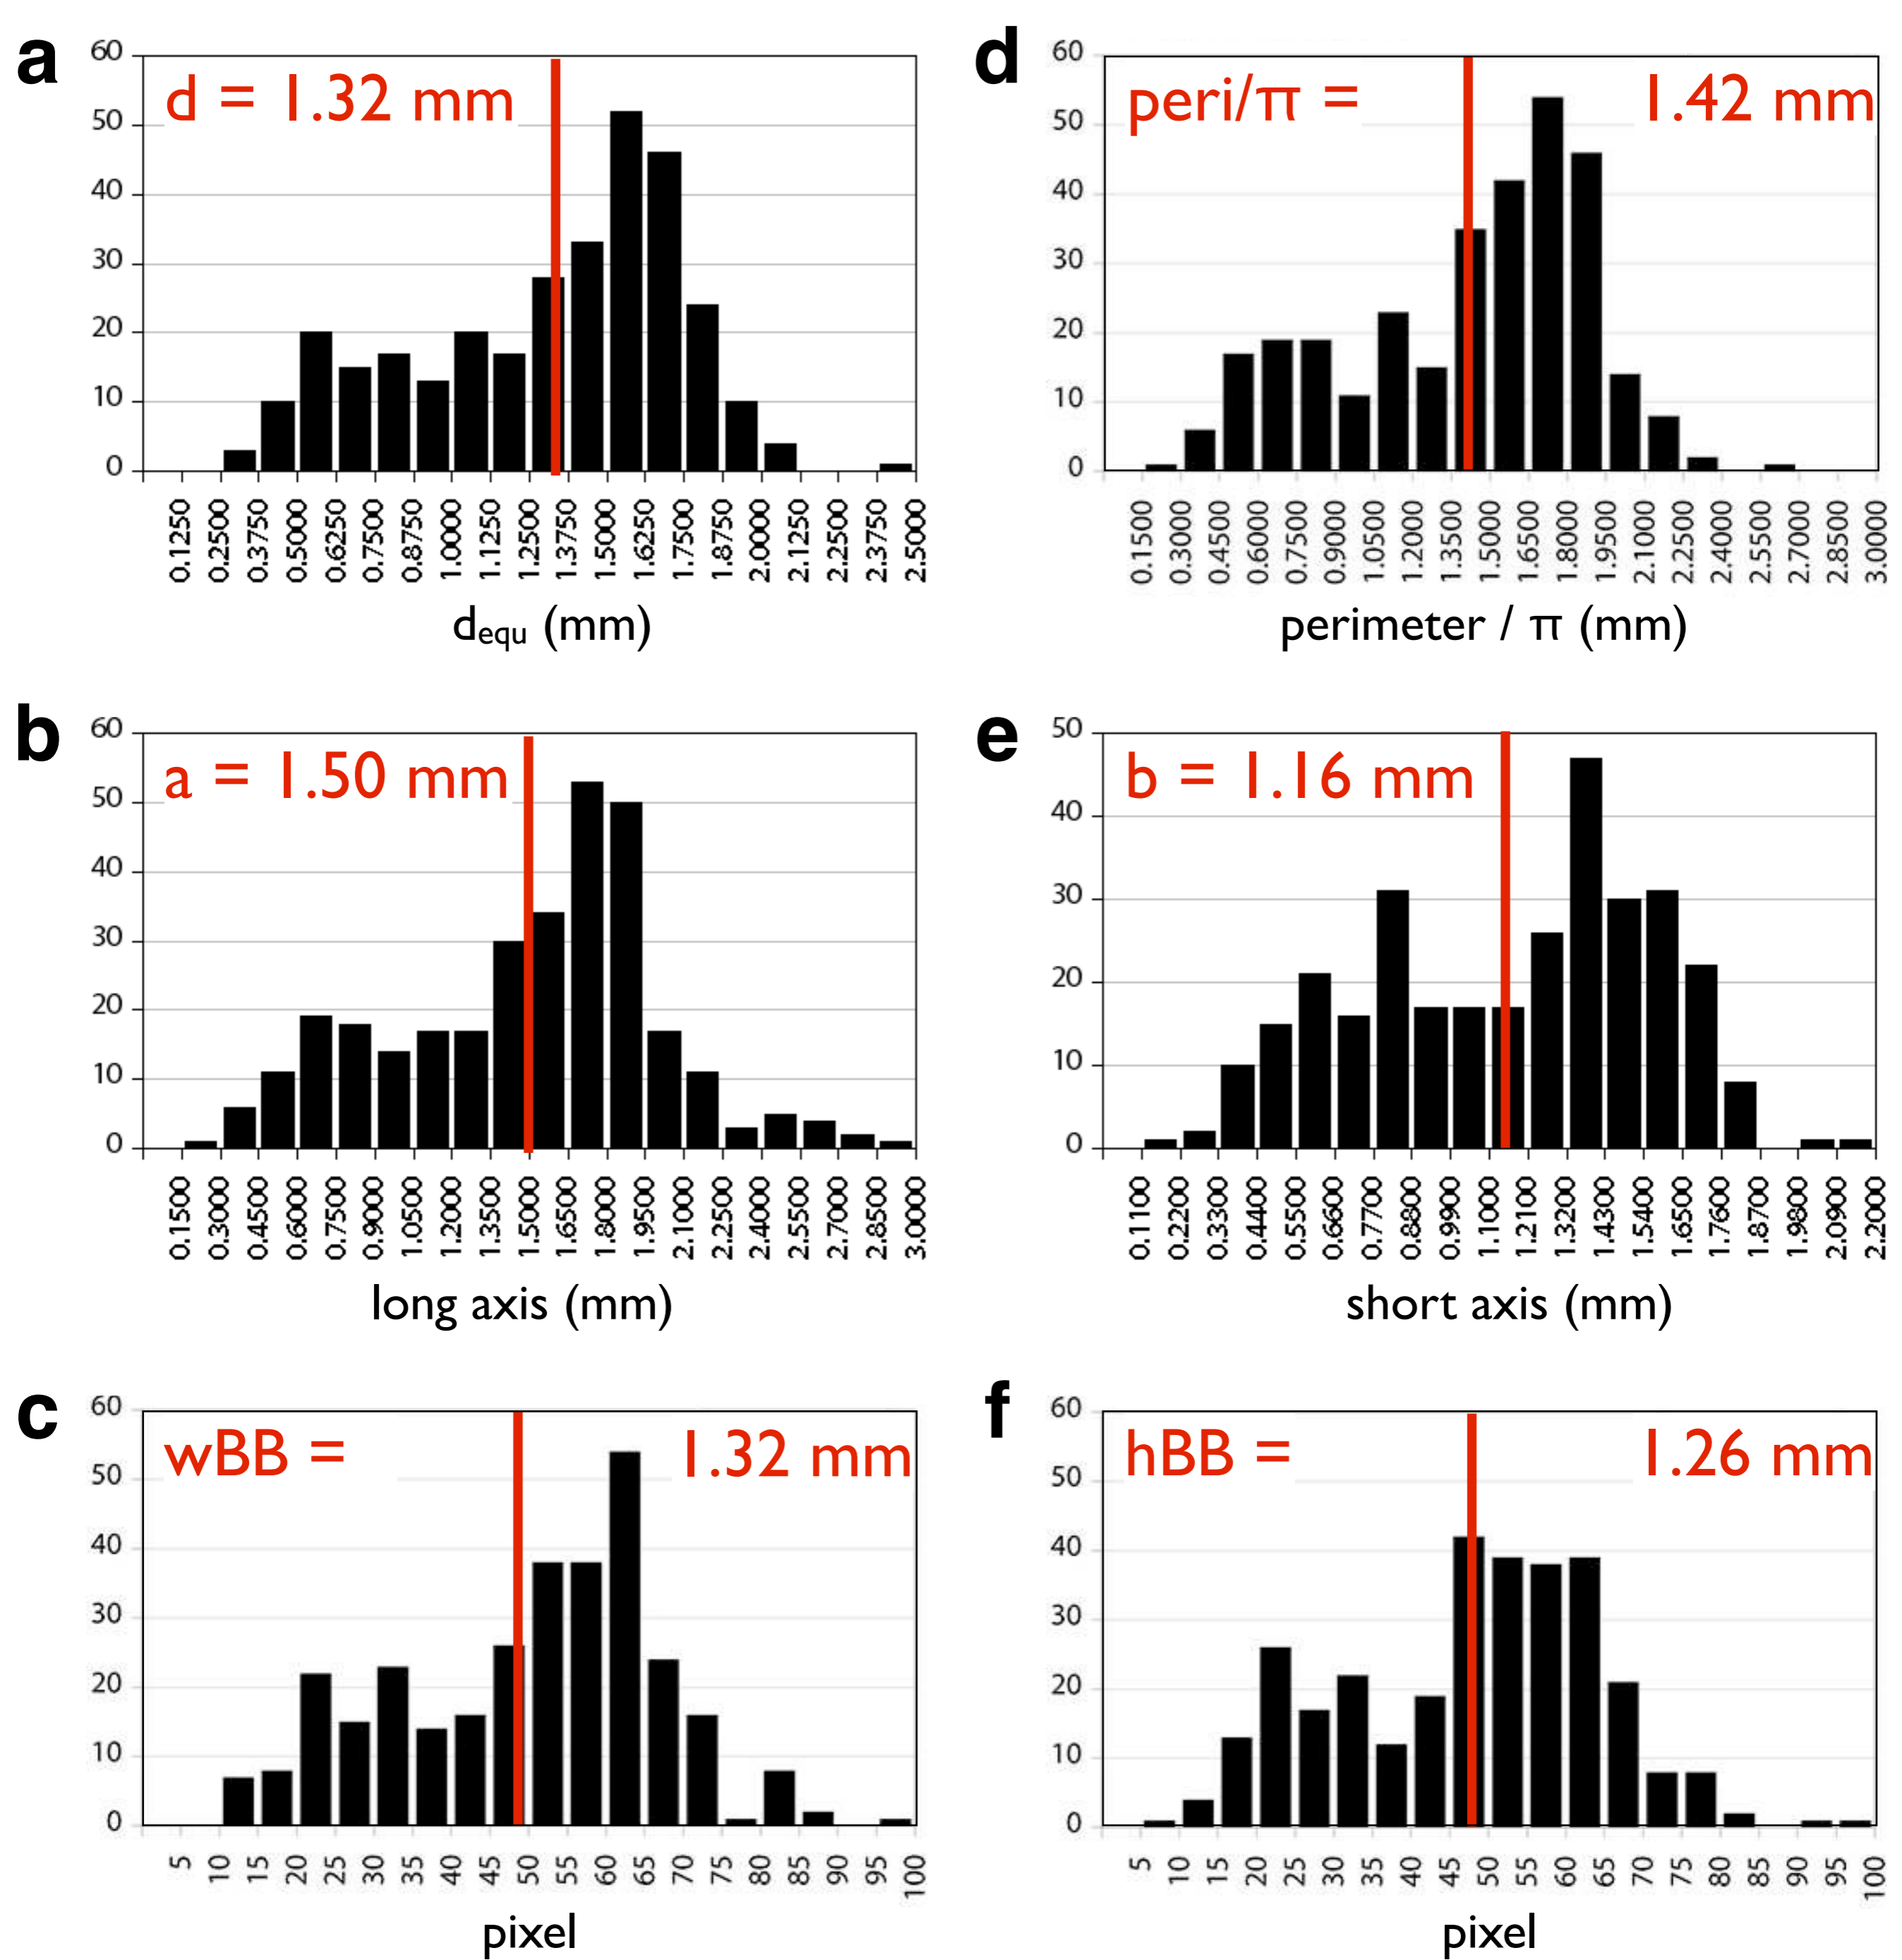 a
d = 1.32 mm
60
50
40
30
20
10
0
0.1250 0.2500 0.3750 0.5000 0.6250 0.7500 0.8750 1.0000 1.1250 1.2500 1.3750 1.5000 1.6250 1.7500 1.8750 2.0000 2.1250 2.2500 2.3750 2.5000
dequ (mm)
d
peri/π = 1.42 mm
60
50
40
30
20
10
0
0.1500 0.3000 0.4500 0.6000 0.7500 0.9000 1.0500 1.2000 1.3500 1.5000 1.6500 1.8000 1.9500 2.1000 2.2500 2.4000 2.5500 2.7000 2.8500 3.0000
perimeter / π (mm)
b
a = 1.50 mm
60
50
40
30
20
10
0
0.1500 0.3000 0.4500 0.6000 0.7500 0.9000 1.0500 1.2000 1.3500 1.5000 1.6500 1.8000 1.9500 2.1000 2.2500 2.4000 2.5500 2.7000 2.8500 3.0000
long axis (mm)
e
b = 1.16 mm
50
40
30
20
10
0
0.1100 0.2200 0.3300 0.4400 0.5500 0.6600 0.7700 0.8800 0.9900 1.1000 1.2100 1.3200 1.4300 1.5400 1.6500 1.7600 1.8700 1.9800 2.0900 2.2000
short axis (mm)
c
wBB = 1.32 mm
60
50
40
30
20
10
0
5 10 15 20 25 30 35 40 45 50 55 60 65 70 75 80 85 90 95 100
pixel
f
hBB = 1.26 mm
60
50
40
30
20
10
0
5 10 15 20 25 30 35 40 45 50 55 60 65 70 75 80 85 90 95 100
pixel